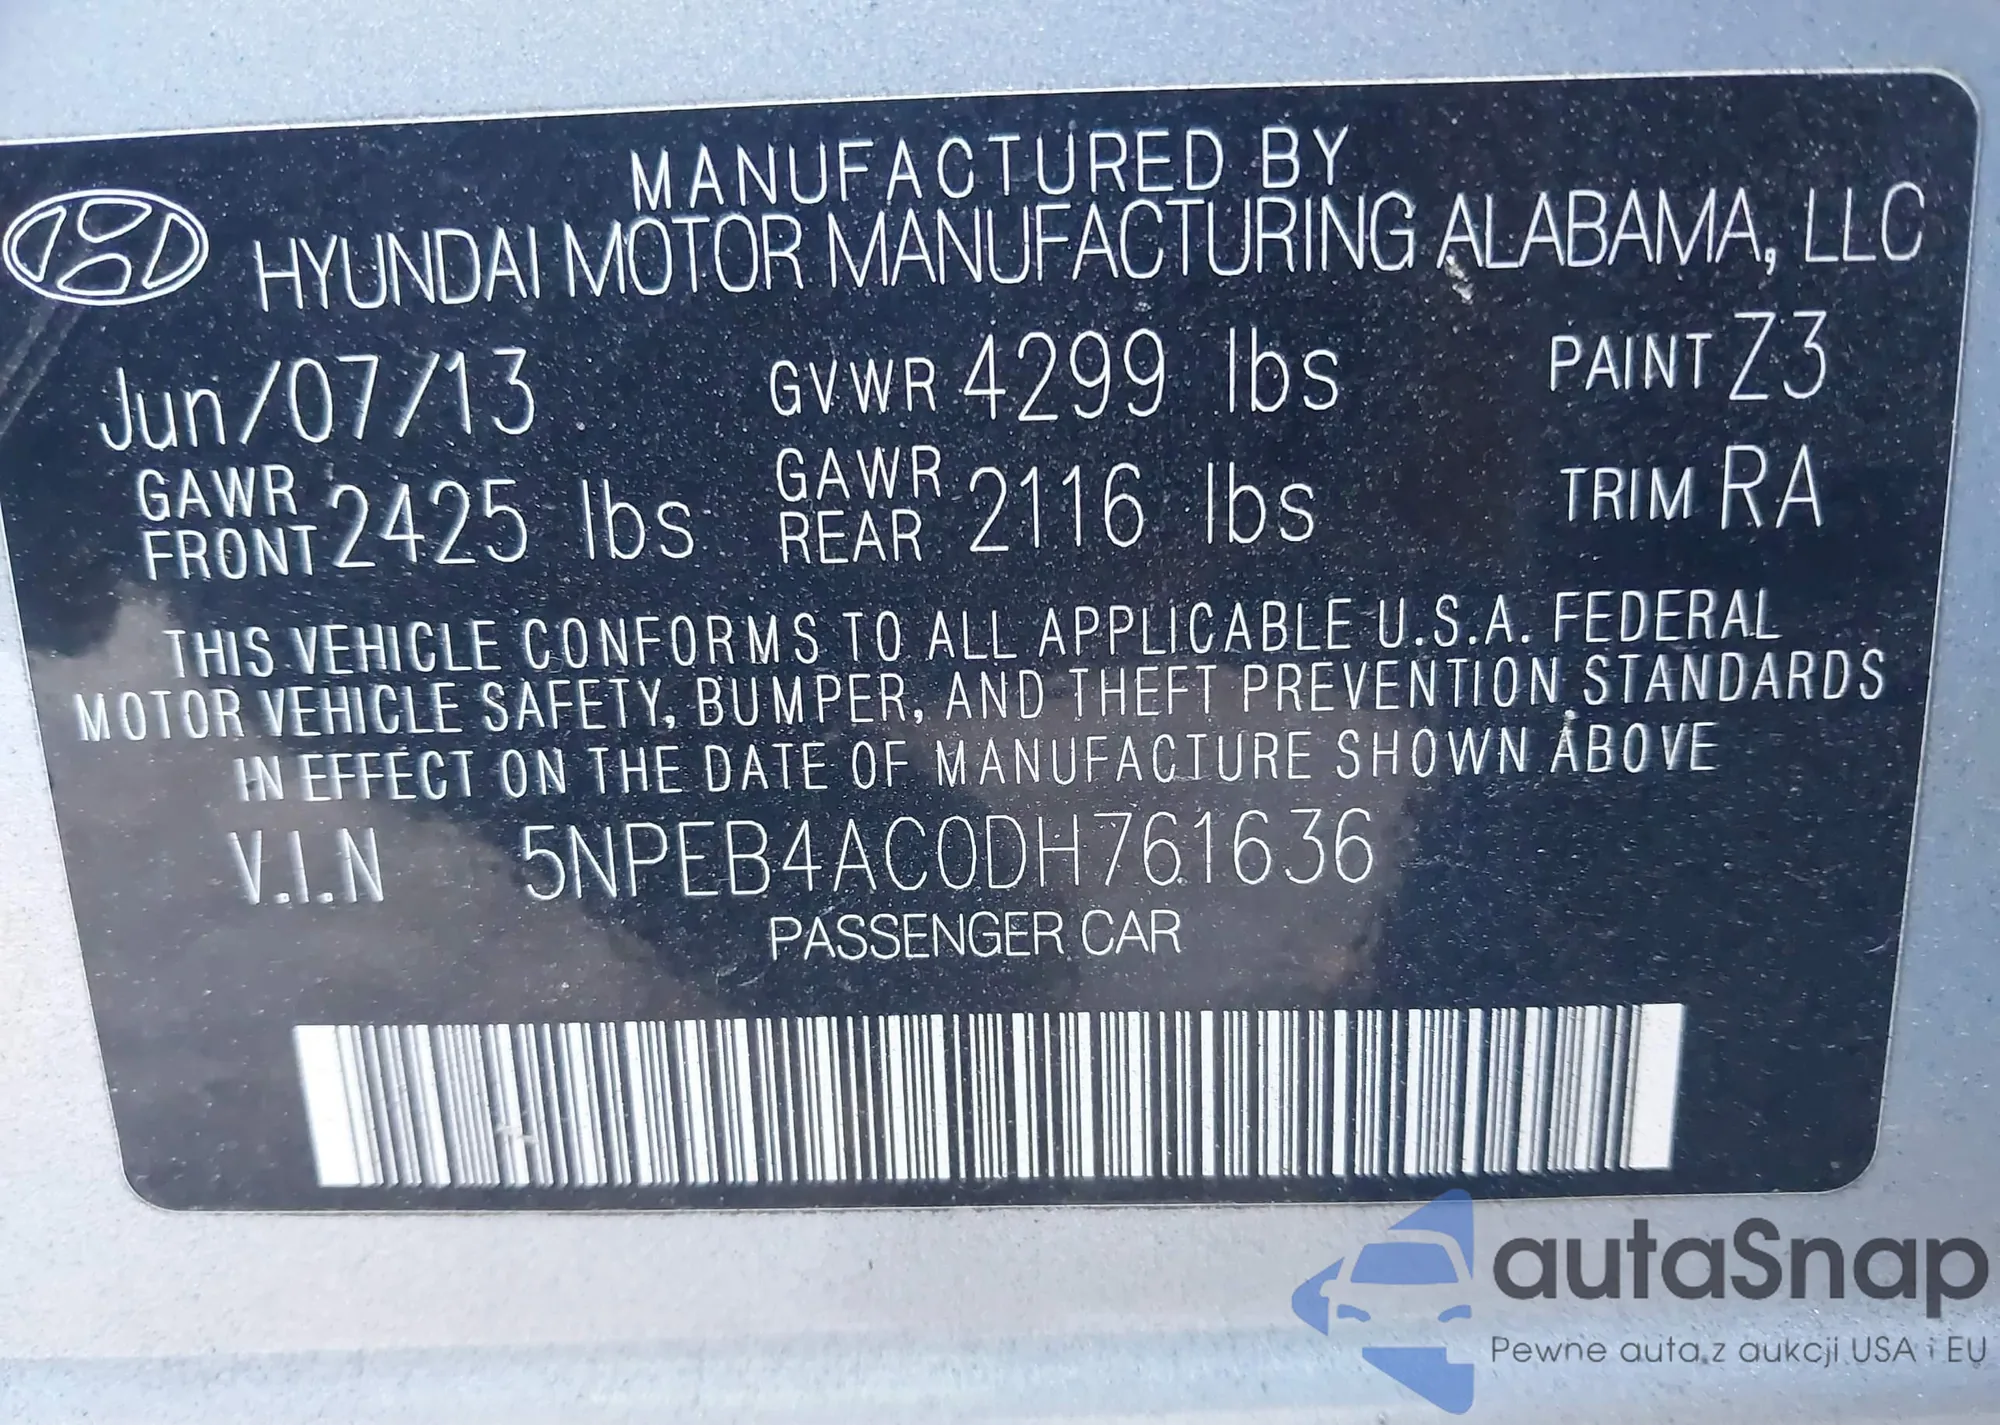 MANUFACTURED BY
HYUNDAI MOTOR MANUFACTURING ALABAMA, LLC
Jun/07/13 GVWR 4299 lbs PAINT Z3
GAWR FRONT 2425 lbs GAWR REAR 2116 lbs TRIM RA
THIS VEHICLE CONFORMS TO ALL APPLICABLE U.S.A. FEDERAL
MOTOR VEHICLE SAFETY, BUMPER, AND THEFT PREVENTION STANDARDS
IN EFFECT ON THE DATE OF MANUFACTURE SHOWN ABOVE
V.I.N 5NPEB4AC0DH761636
PASSENGER CAR
autaSnap
Pewne auta z aukcji USA i EU